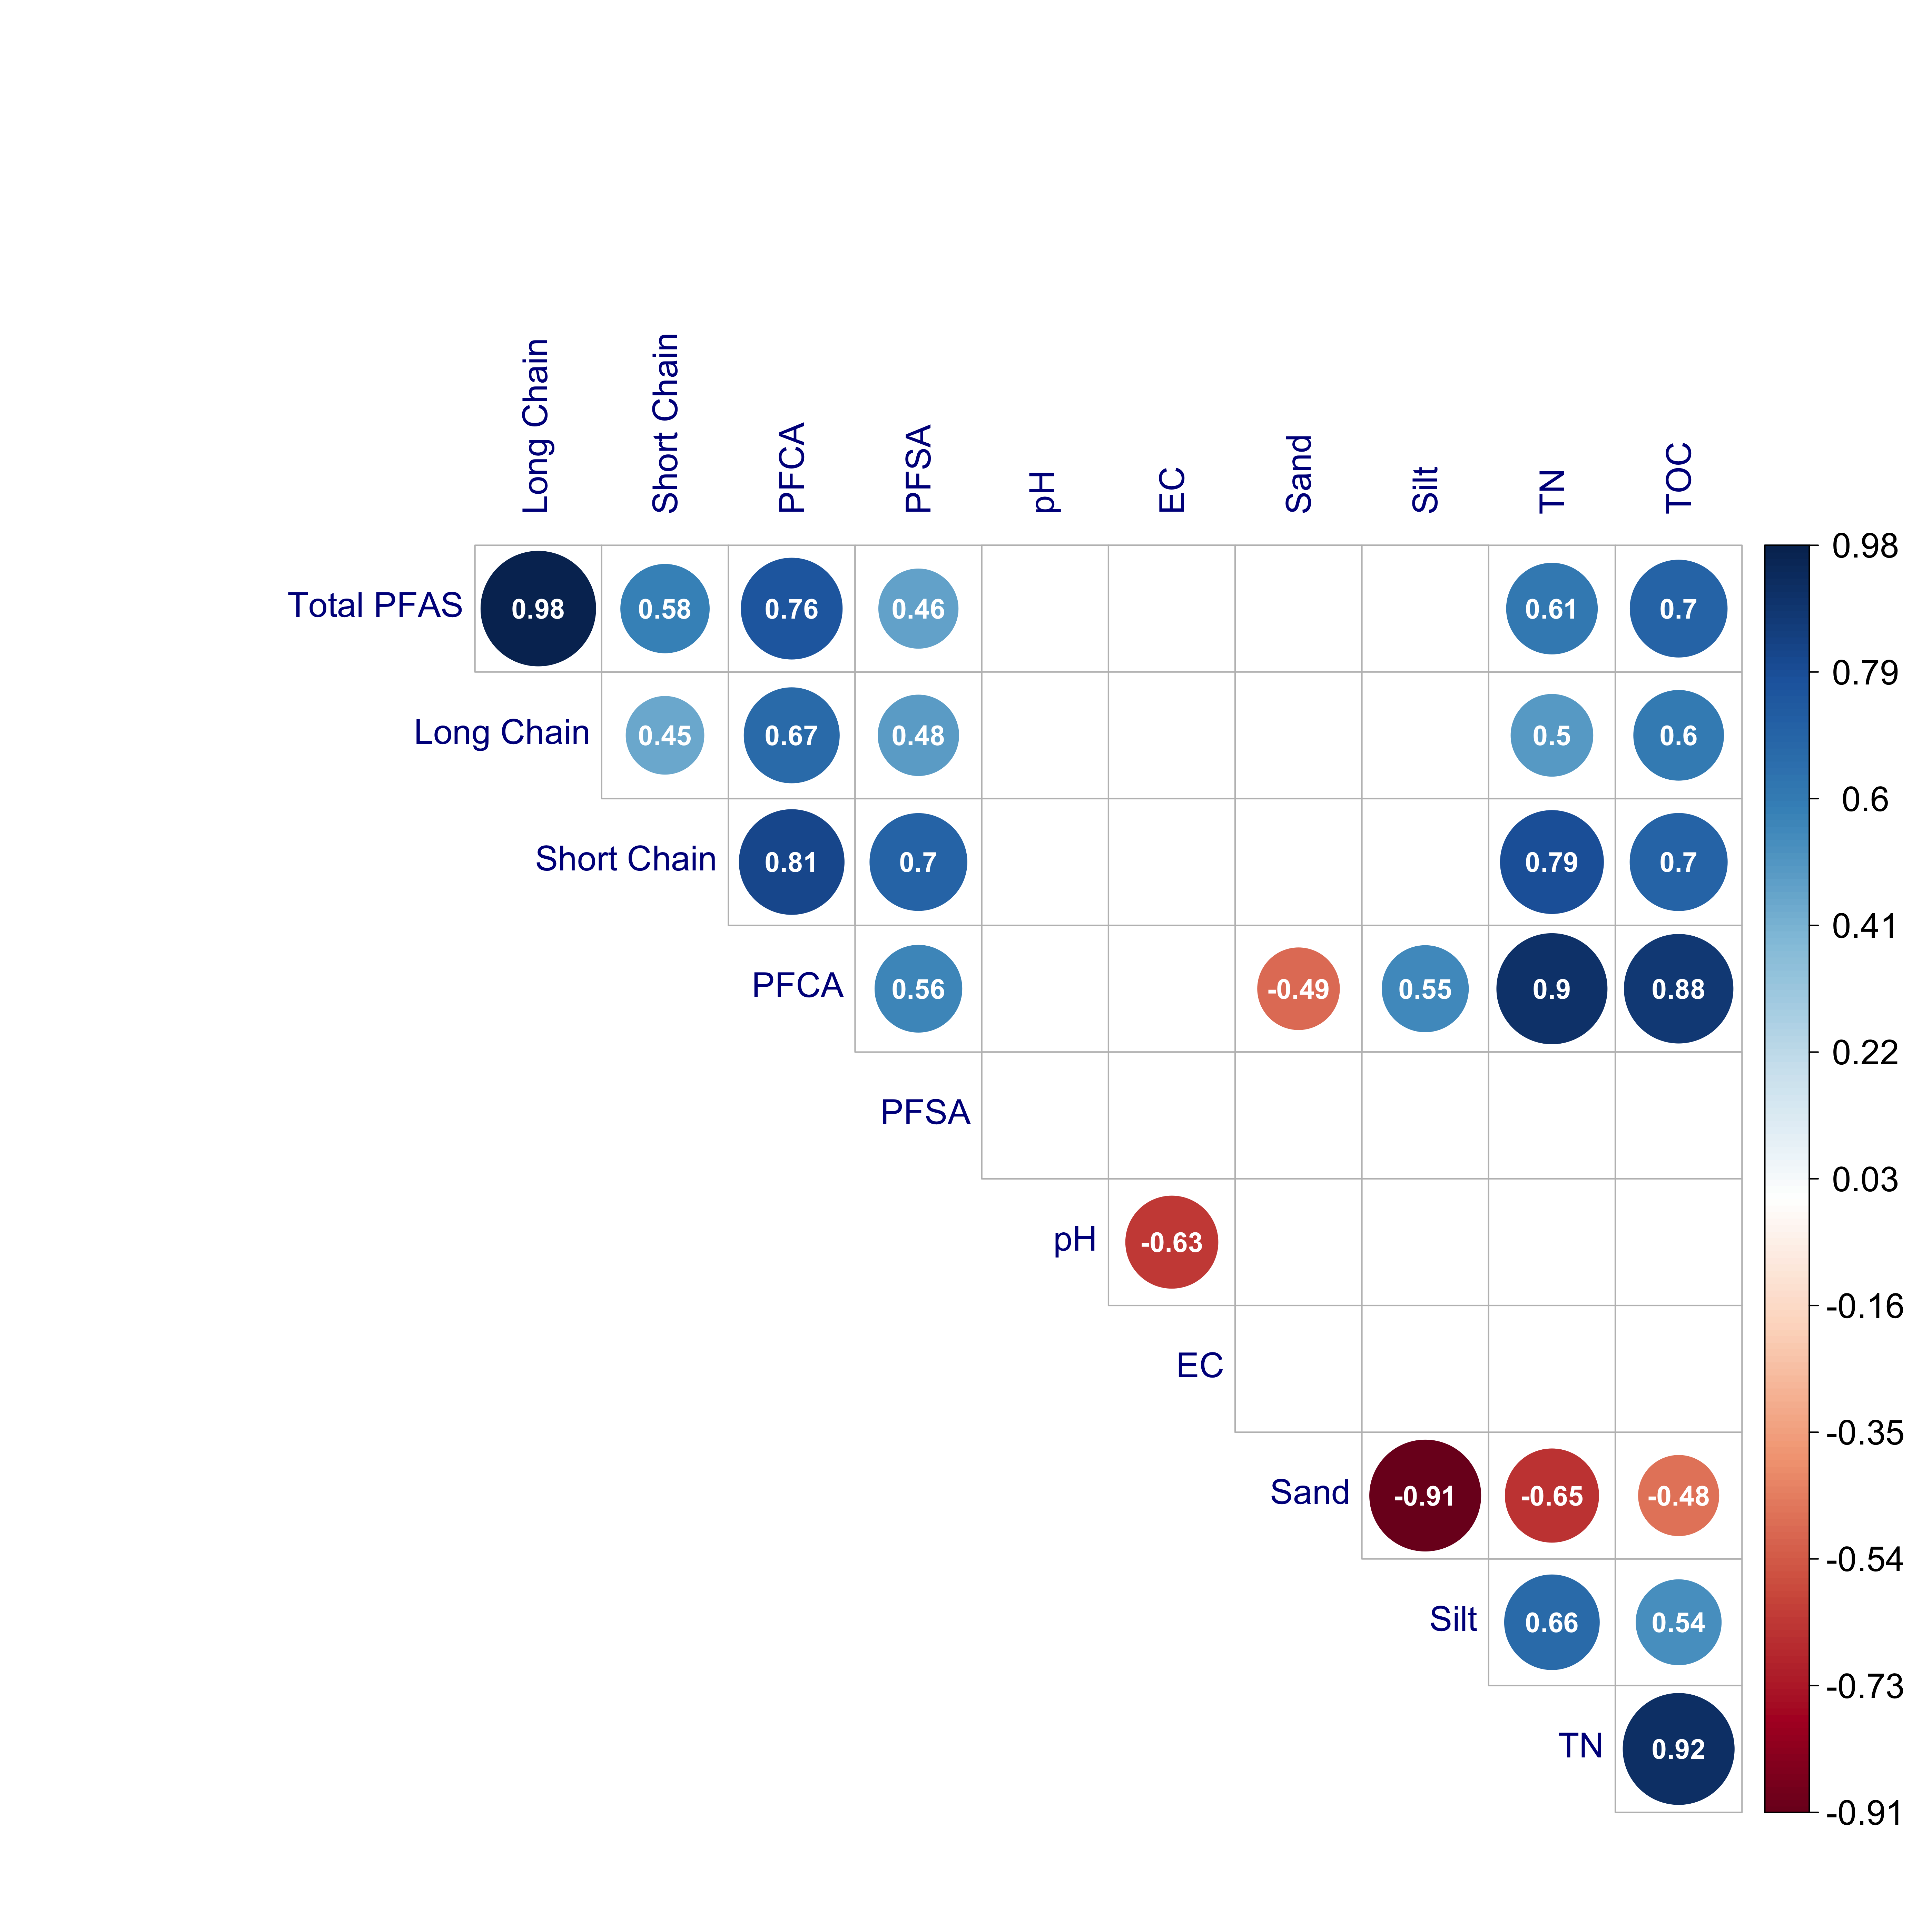 Long Chain
Short Chain
PFCA
PFSA
pH
EC
Sand
Silt
TN
TOC
Total PFAS 0.98 0.58 0.76 0.46 0.61 0.7
Long Chain 0.45 0.67 0.48 0.5 0.6
Short Chain 0.81 0.7 0.79 0.7
PFCA 0.56 -0.49 0.55 0.9 0.88
PFSA
pH -0.63
EC
Sand -0.91 -0.65 -0.48
Silt 0.66 0.54
TN 0.92
0.98
0.79
0.6
0.41
0.22
0.03
-0.16
-0.35
-0.54
-0.73
-0.91